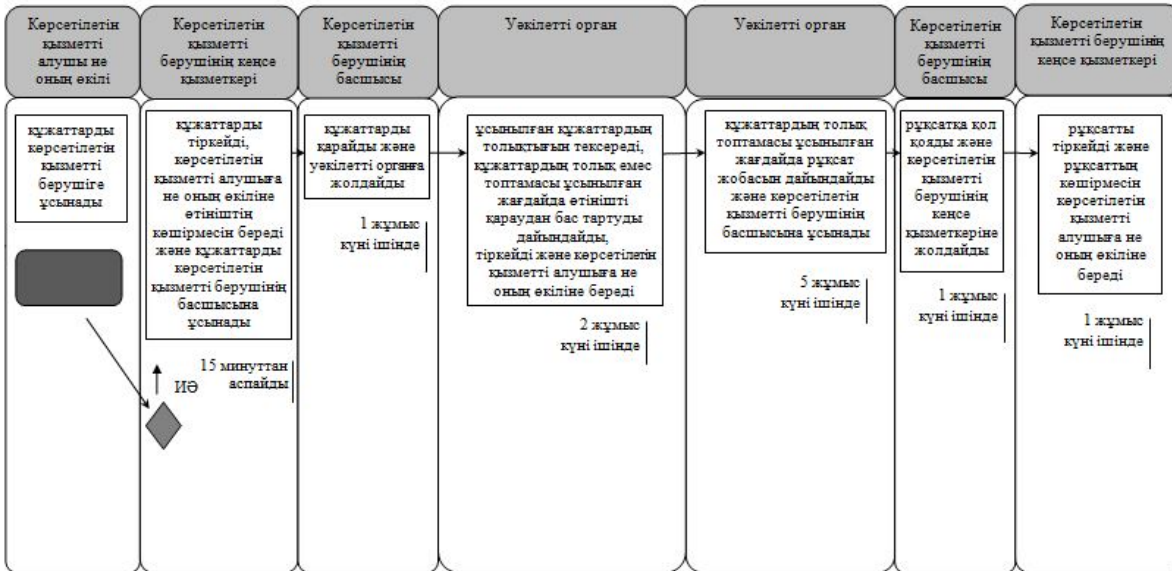 Көрсетілетін
қызметті
алушы не
оның өкілі
Көрсетілетін
қызметті
берушінің кеңсе
қызметкері
Көрсетілетін
қызметті
берушінің
басшысы
Уәкілетті орган
Уәкілетті орган
Көрсетілетін
қызметті
берушінің
басшысы
Көрсетілетін
қызметті берушінің
кеңсе қызметкері
құжаттарды
көрсетілетін
қызметті
берушіге
ұсынады
құжаттарды
тіркейді,
көрсетілетін
қызметті алушыға
не оның өкіліне
өтініштің
көшірмесін береді
және құжаттарды
көрсетілетін
қызметті берушінің
басшысына
ұсынады
15 минуттан
аспайды
ИӘ
құжаттарды
қарайды және
уәкілетті органға
жолдайды
1 жұмыс
күні ішінде
ұсынылған құжаттардың
толықтығын тексереді,
құжаттардың толық емес
топтамасы ұсынылған
жағдайда өтінішті
қараудан бас тартуды
дайындайды,
тіркейді және көрсетілетін
қызметті алушыға не
оның өкіліне береді
2 жұмыс
күні ішінде
құжаттардың толық
топтамасы ұсынылған
жағдайда рұқсат
жобасын дайындайды
және көрсетілетін
қызметті берушінің
басшысына ұсынады
5 жұмыс
күні ішінде
рұқсатқа қол
қояды және
көрсетілетін
қызметті
берушінің
кеңсе
қызметкеріне
жолдайды
1 жұмыс
күні ішінде
рұқсатты
тіркейді және
рұқсаттың
көшірмесін
көрсетілетін
қызметті
алушыға не
оның өкіліне
береді
1 жұмыс
күні ішінде